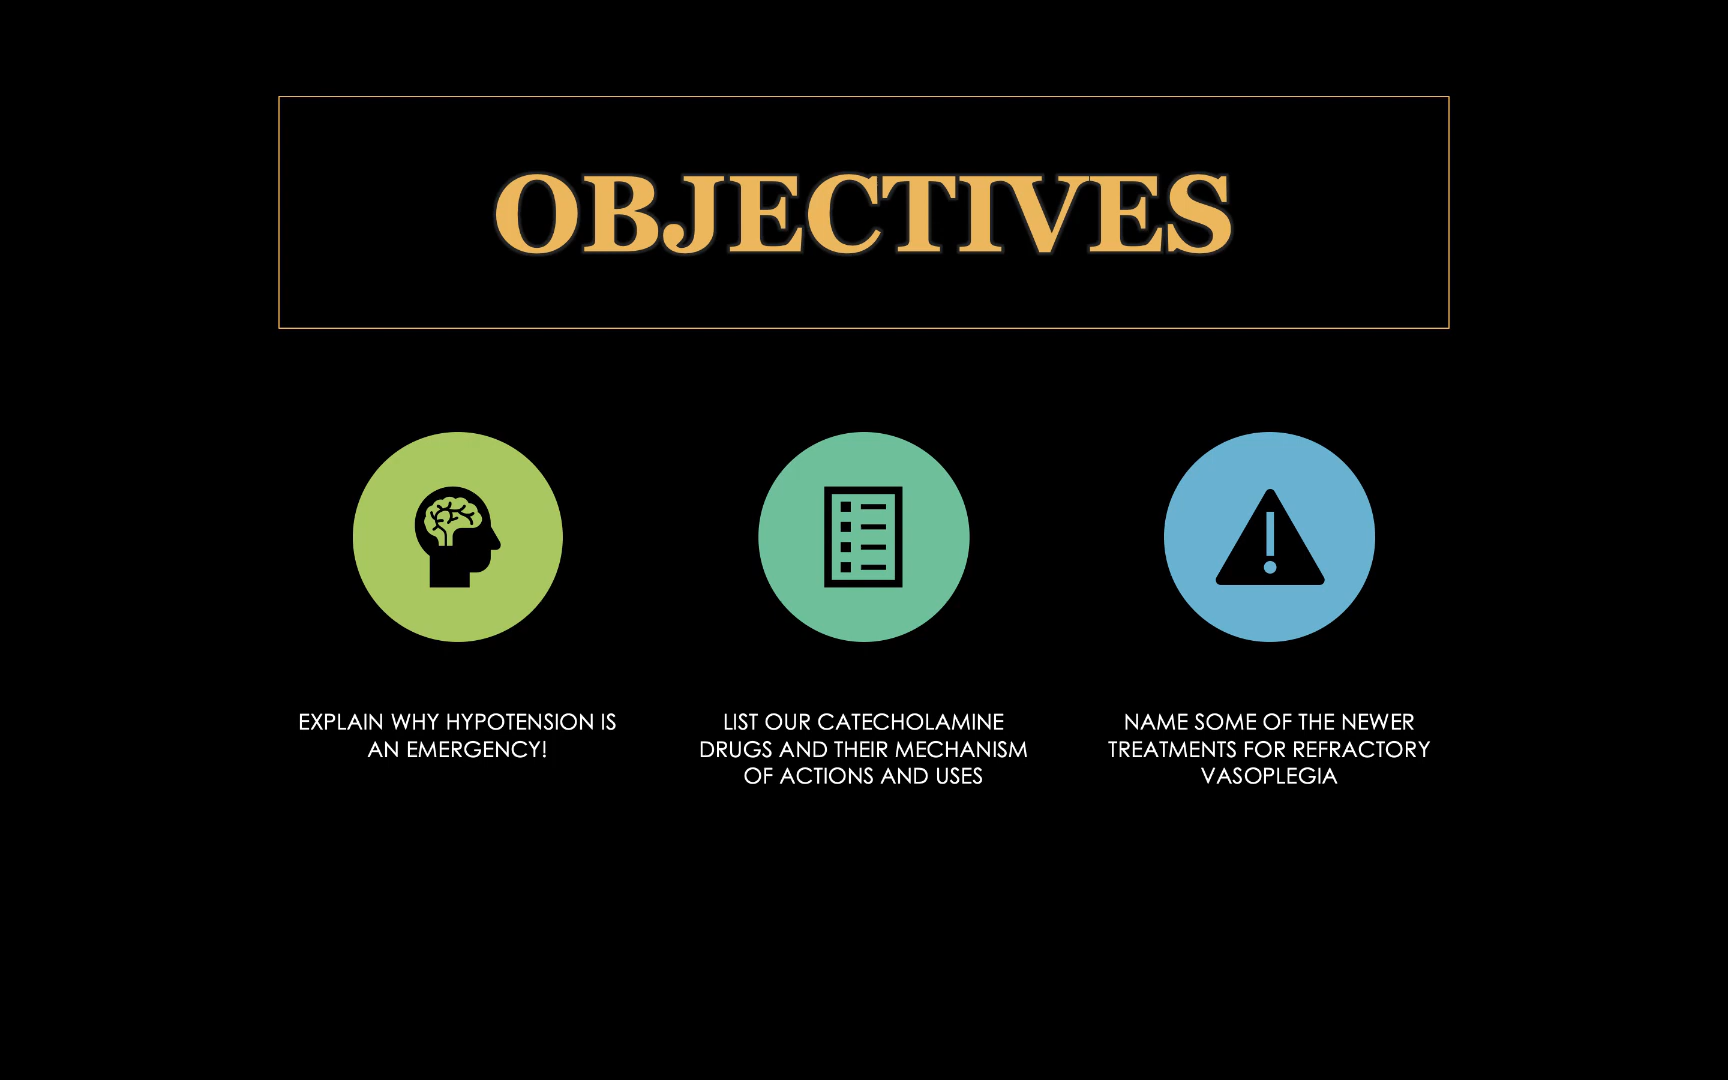 OBJECTIVES
EXPLAIN WHY HYPOTENSION IS
AN EMERGENCY!
LIST OUR CATECHOLAMINE
DRUGS AND THEIR MECHANISM
OF ACTIONS AND USES
NAME SOME OF THE NEWER
TREATMENTS FOR REFRACTORY
VASOPLEGIA